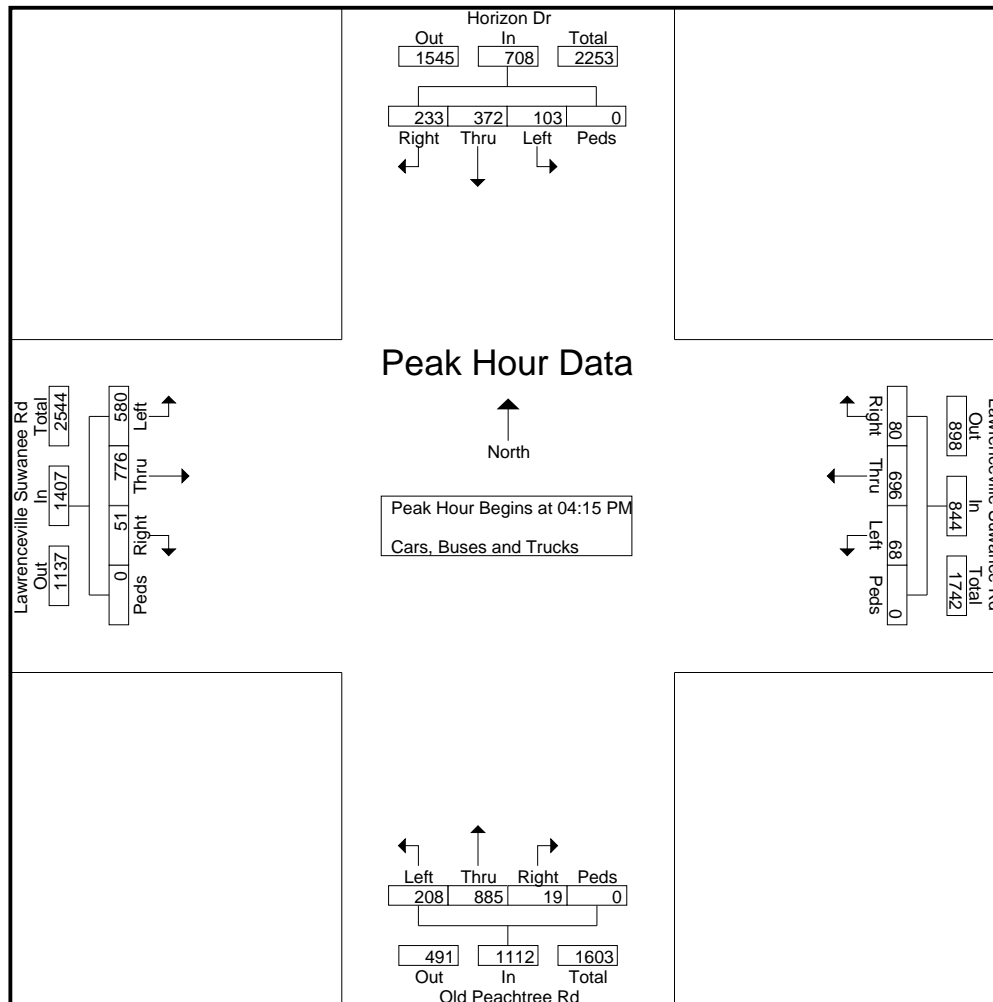 Horizon Dr
Out In Total
1545 708 2253
233 372 103 0
Right Thru Left Peds
Peak Hour Data
North
Peak Hour Begins at 04:15 PM
Cars, Buses and Trucks
Lawrenceville Suwanee Rd
Total In Out
2544 1407 1137
580 776 51 0
Left Thru Right Peds
Lawrenceville Suwanee Rd
Out In Total
898 844 1742
80 696 68 0
Right Thru Left Peds
Left Thru Right Peds
208 885 19 0
491 1112 1603
Out In Total
Old Peachtree Rd